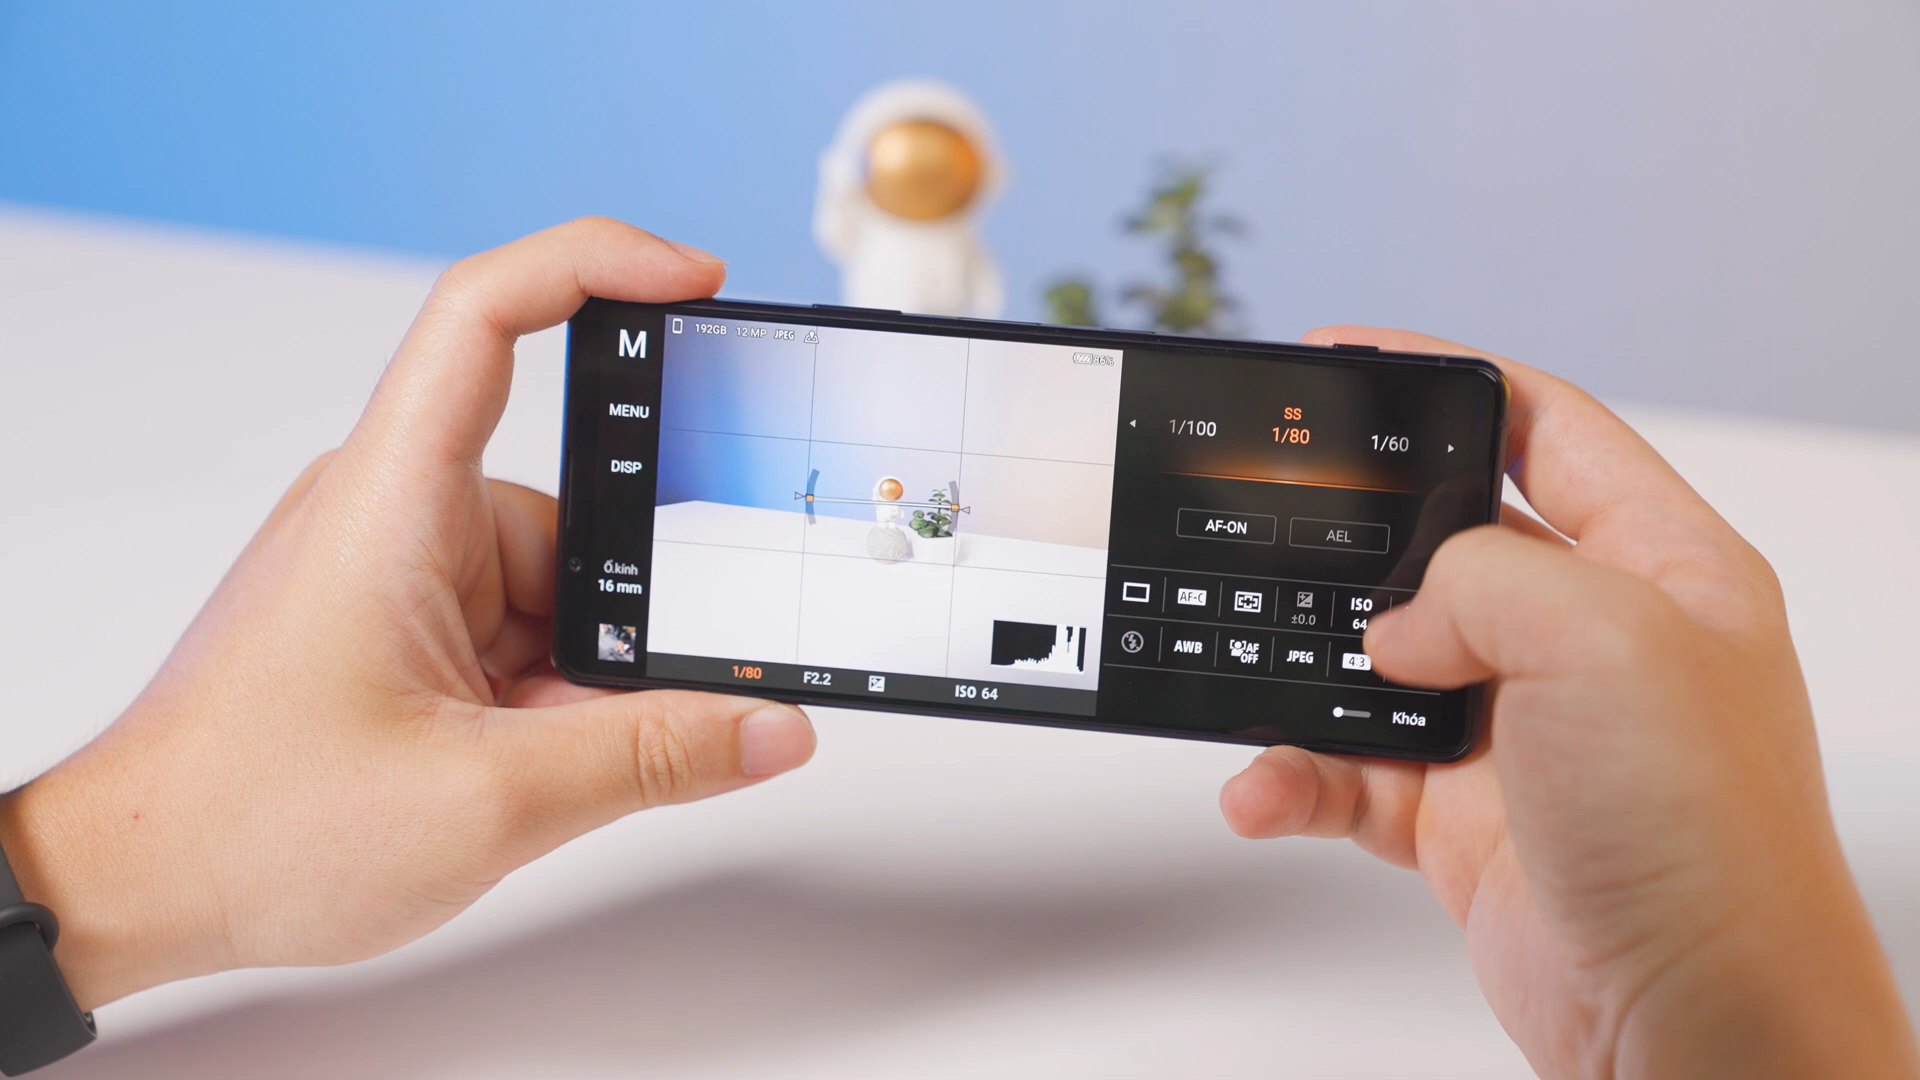 M
MENU
DISP
Ố.kính
16 mm
192GB 12 MP JPEG
86%
1/80 F2.2 ISO 64
SS
1/100 1/80 1/60
AF-ON AEL
AF-C ±0.0 ISO 64
AWB AF OFF JPEG 4:3
Khóa